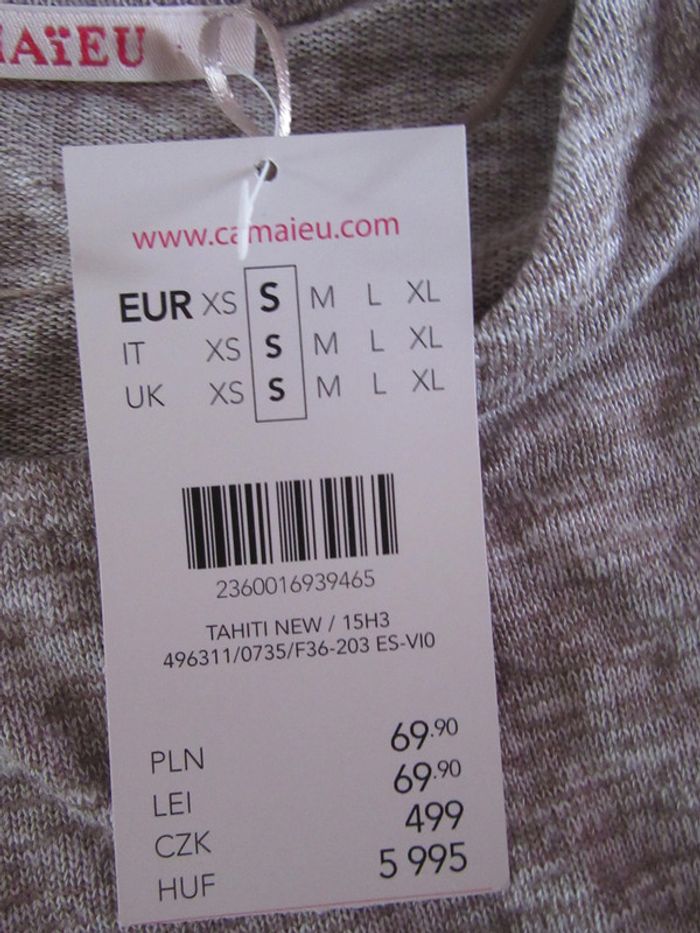 AÏEU
www.camaieu.com
EUR XS S M L XL
IT XS S M L XL
UK XS S M L XL
2360016939465
TAHITI NEW / 15H3
496311/0735/F36-203 ES-VI0
PLN 69.90
LEI 69.90
CZK 499
HUF 5 995